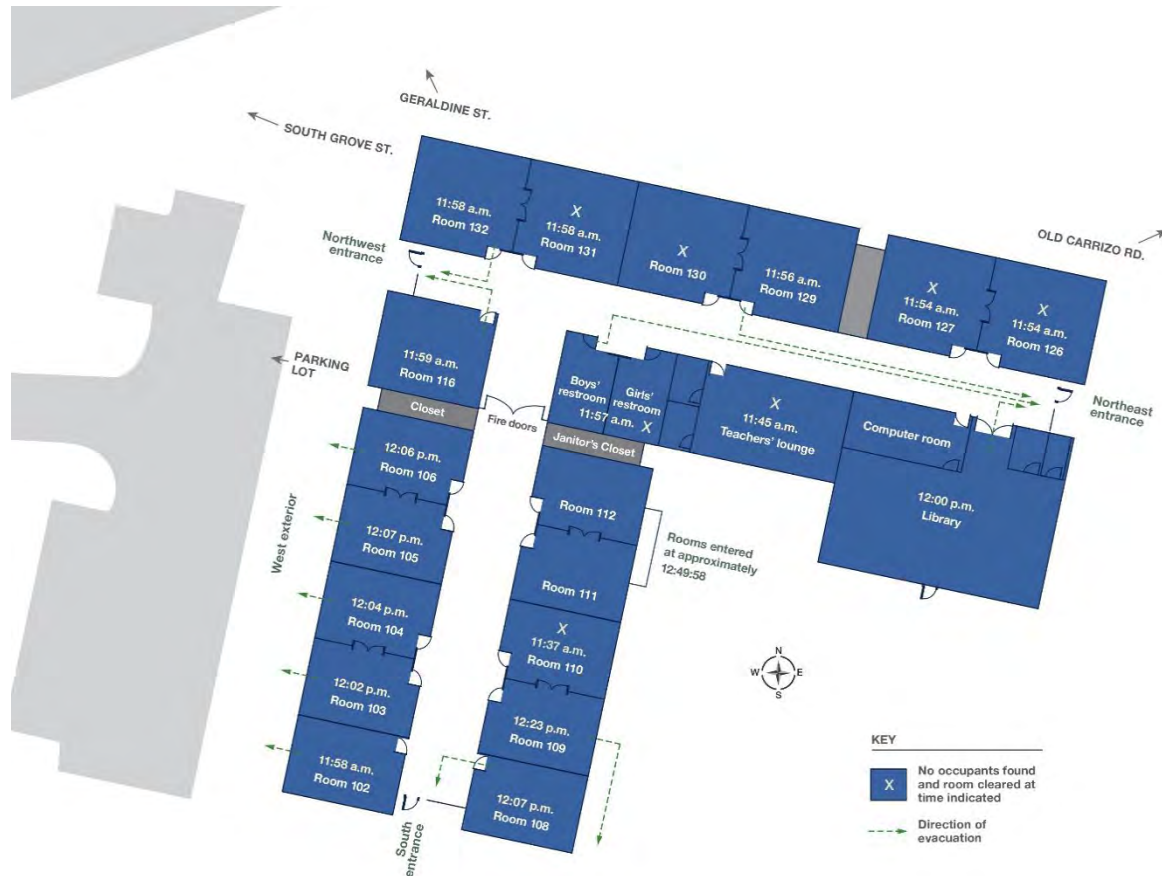 GERALDINE ST.
SOUTH GROVE ST.
11:58 a.m.
Room 132
X
11:58 a.m.
Room 131
X
Room 130
11:56 a.m.
Room 129
X
11:54 a.m.
Room 127
X
11:54 a.m.
Room 126
OLD CARRIZO RD.
Northwest
entrance
PARKING
LOT
11:59 a.m.
Room 116
Closet
Fire doors
Boys'
restroom
Girls'
restroom
11:57 a.m.
X
Janitor's Closet
X
11:45 a.m.
Teachers' lounge
Computer room
Northeast
entrance
12:00 p.m.
Library
West exterior
12:06 p.m.
Room 106
12:07 p.m.
Room 105
12:04 p.m.
Room 104
12:02 p.m.
Room 103
11:58 a.m.
Room 102
Room 112
Room 111
Rooms entered
at approximately
12:49:58
X
11:37 a.m.
Room 110
12:23 p.m.
Room 109
12:07 p.m.
Room 108
South
entrance
N
W E
S
KEY
X
No occupants found
and room cleared at
time indicated
Direction of
evacuation